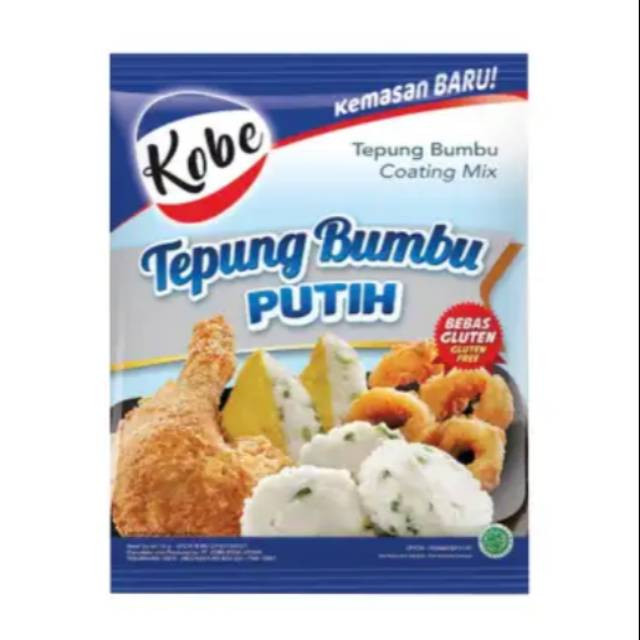 Kemasan BARU!
Kobe
Tepung Bumbu
Coating Mix
Tepung Bumbu
PUTIH
BEBAS
GLUTEN
GLUTEN
FREE